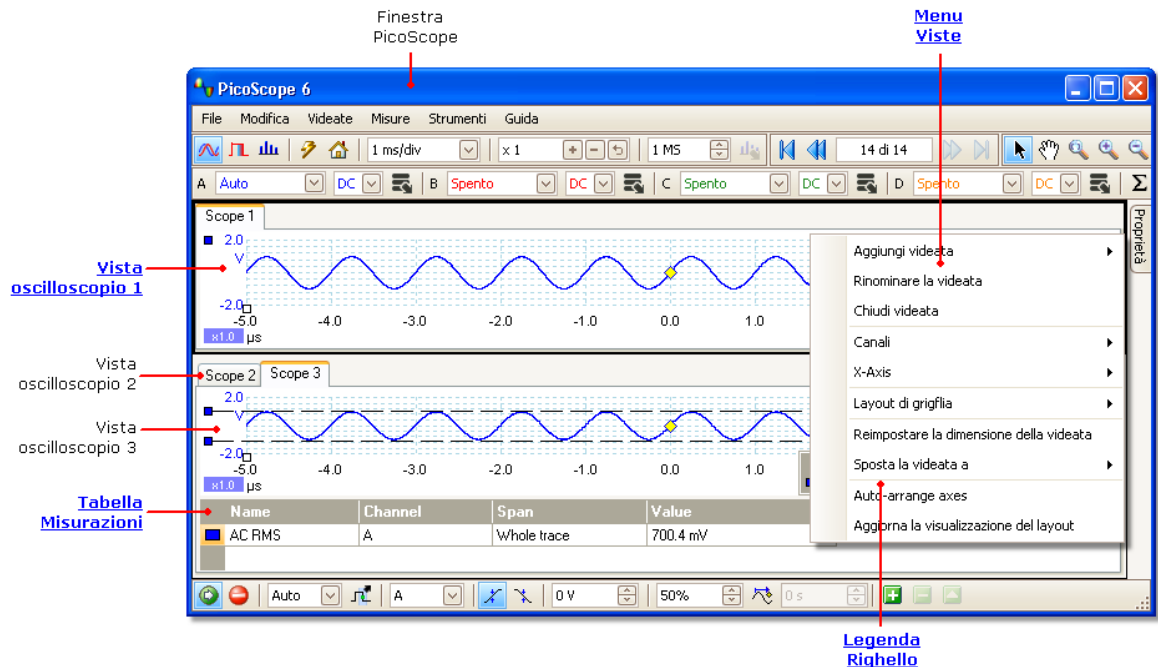 Finestra
PicoScope
Menu
Viste
PicoScope 6
File Modifica Videate Misure Strumenti Guida
1 ms/div x 1 1 MS 14 di 14
A Auto DC B Spento DC C Spento DC D Spento DC Σ
Scope 1
Proprietà
2.0
V
-2.0
-5.0 -4.0 -3.0 -2.0 -1.0 0.0 1.0
x1.0 µs
Vista
oscilloscopio 1
Aggiungi videata
Rinominare la videata
Chiudi videata
Canali
X-Axis
Layout di grigflia
Reimpostare la dimensione della videata
Sposta la videata a
Auto-arrange axes
Aggiorna la visualizzazione del layout
Vista
oscilloscopio 2
Scope 2 Scope 3
Vista
oscilloscopio 3
2.0
V
-2.0
-5.0 -4.0 -3.0 -2.0 -1.0 0.0 1.0
x1.0 µs
Tabella
Misurazioni
Name Channel Span Value
AC RMS A Whole trace 700.4 mV
Auto A 0 V 50% 0 s
Legenda
Righello